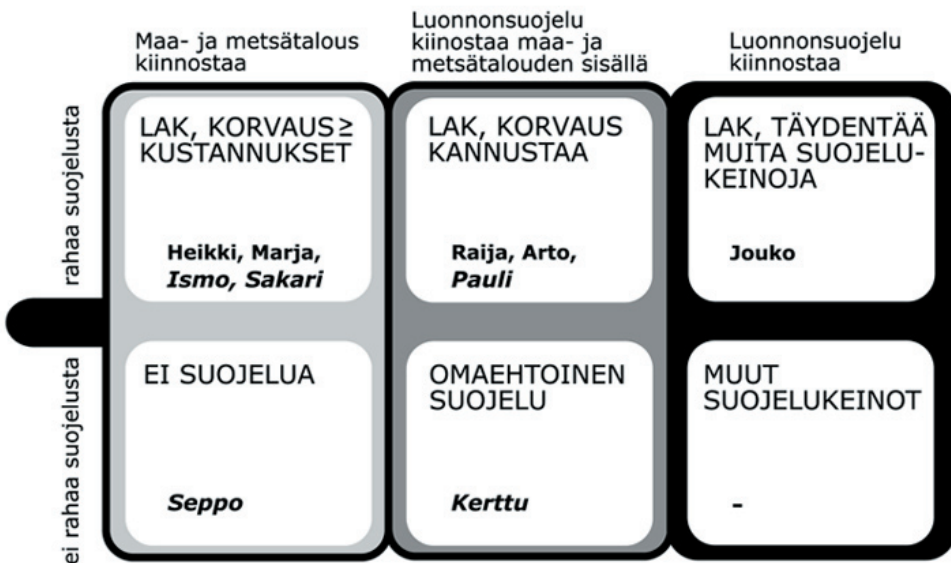 Maa- ja metsätalous
kiinnostaa
Luonnonsuojelu
kiinostaa maa- ja
metsätalouden sisällä
Luonnonsuojelu
kiinnostaa
rahaa suojelusta
LAK, KORVAUS ≥
KUSTANNUKSET
Heikki, Marja,
Ismo, Sakari
LAK, KORVAUS
KANNUSTAA
Raija, Arto,
Pauli
LAK, TÄYDENTÄÄ
MUITA SUOJELU-
KEINOJA
Jouko
ei rahaa suojelusta
EI SUOJELUA
Seppo
OMAEHTOINEN
SUOJELU
Kerttu
MUUT
SUOJELUKEINOT
-